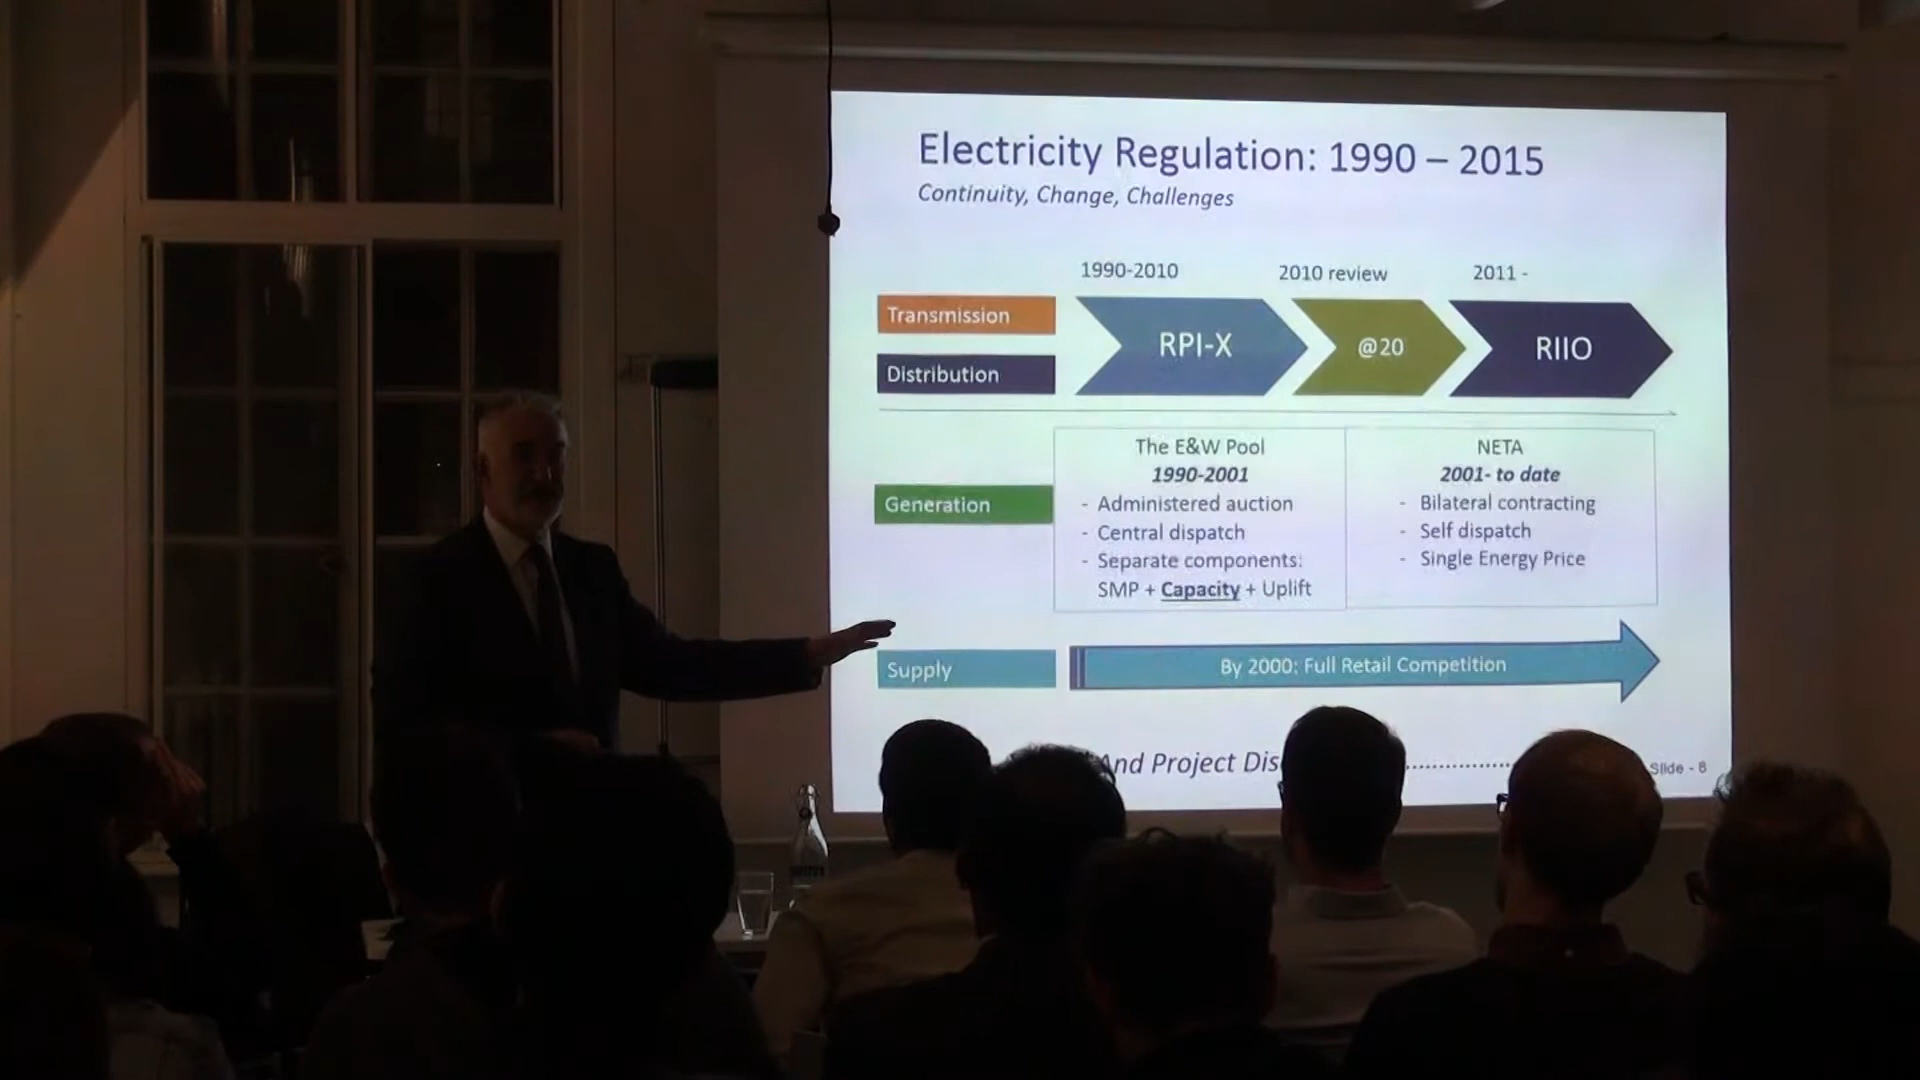 Electricity Regulation: 1990 – 2015
Continuity, Change, Challenges
1990-2010
2010 review
2011 -
Transmission
Distribution
RPI-X
@20
RIIO
Generation
The E&W Pool
1990-2001
- Administered auction
- Central dispatch
- Separate components:
SMP + Capacity + Uplift
NETA
2001- to date
- Bilateral contracting
- Self dispatch
- Single Energy Price
Supply
By 2000: Full Retail Competition
And Project
Slide - 8